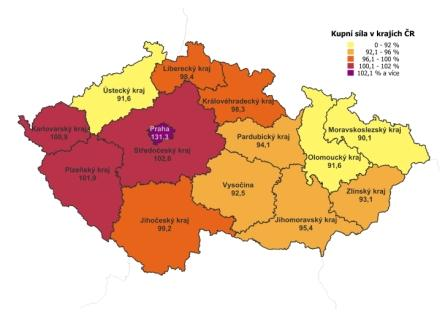 Kupní síla v krajích ČR
0 - 92 %
92,1 - 96 %
96,1 - 100 %
100,1 - 102 %
102,1 % a více
Liberecký kraj
98,4
Ústecký kraj
91,6
Královéhradecký kraj
98,3
Karlovarský kraj
100,9
Praha
131,3
Středočeský kraj
102,0
Pardubický kraj
94,1
Moravskoslezský kraj
90,1
Olomoucký kraj
91,6
Plzeňský kraj
101,9
Vysočina
92,5
Zlínský kraj
93,1
Jihočeský kraj
99,2
Jihomoravský kraj
95,4